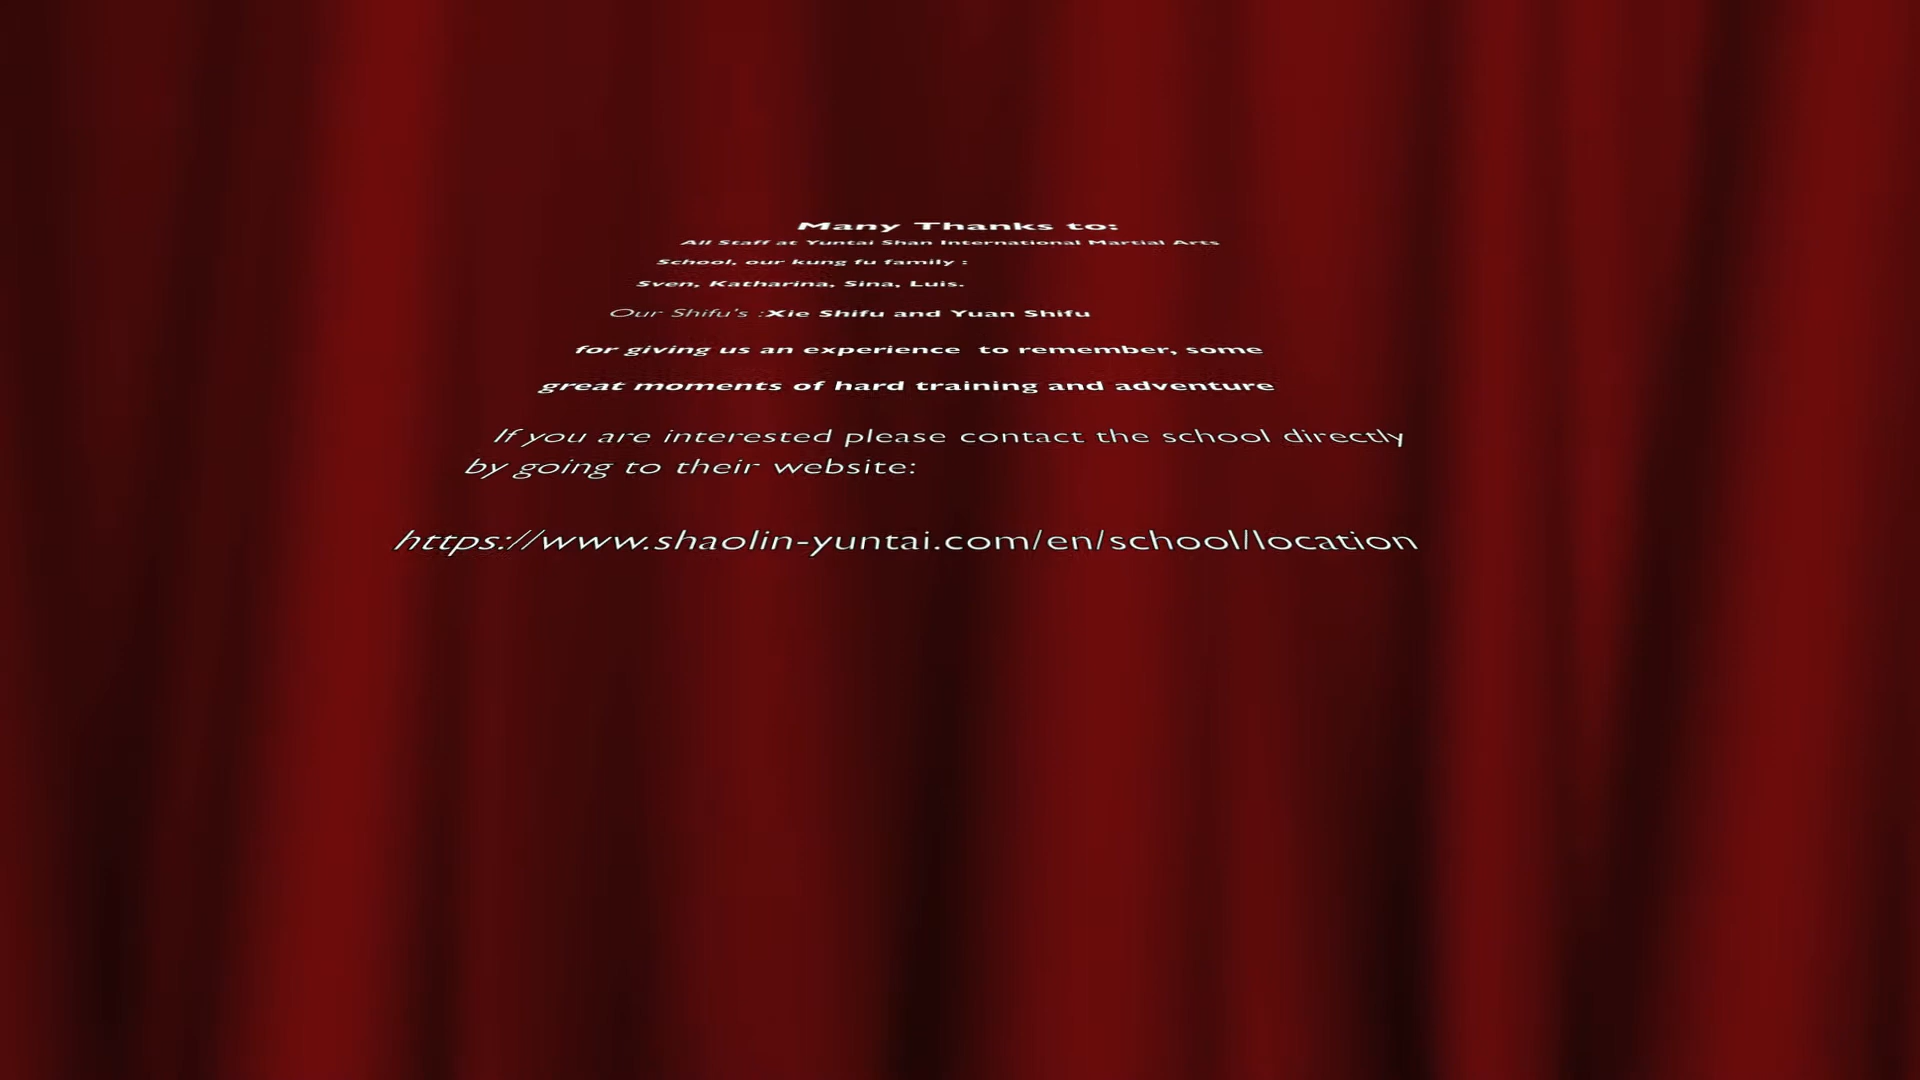 Many Thanks to:
All Staff at Yuntai Shan International Martial Arts
School, our kung fu family :
Sven, Katharina, Sina, Luis.
Our Shifu's :Xie Shifu and Yuan Shifu
for giving us an experience  to remember, some
great moments of hard training and adventure
If you are interested please contact the school directly
by going to their website:
https://www.shaolin-yuntai.com/en/school/location